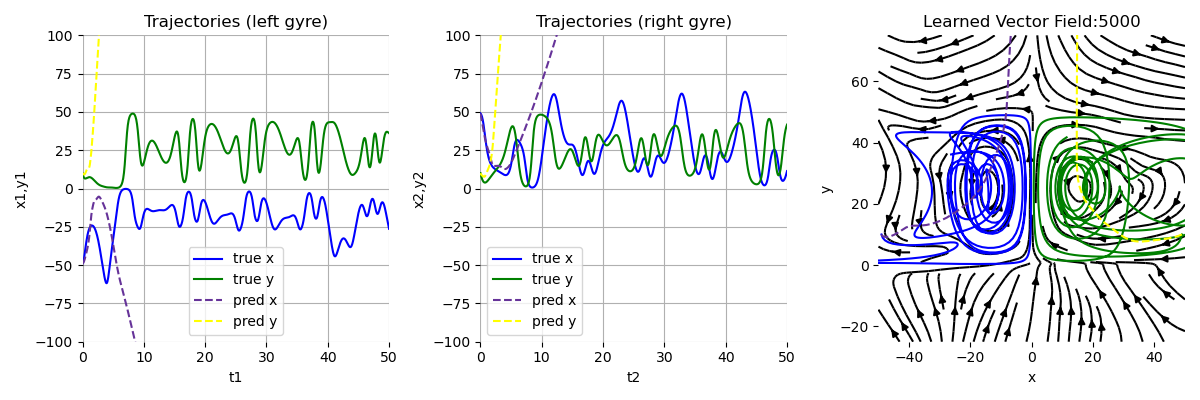 Trajectories (left gyre)
100
75
50
25
0
−25
−50
−75
−100
x1,y1
0 10 20 30 40 50
t1
true x
true y
pred x
pred y
Trajectories (right gyre)
100
75
50
25
0
−25
−50
−75
−100
x2,y2
0 10 20 30 40 50
t2
true x
true y
pred x
pred y
Learned Vector Field:5000
60
40
20
0
−20
y
−40 −20 0 20 40
x